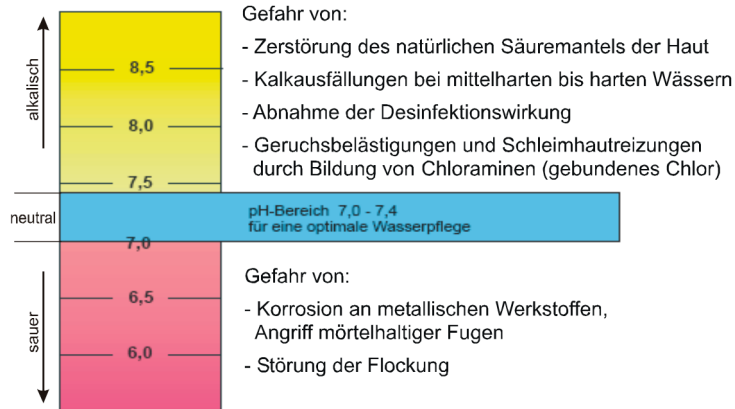 Gefahr von:
- Zerstörung des natürlichen Säuremantels der Haut
- Kalkausfällungen bei mittelharten bis harten Wässern
- Abnahme der Desinfektionswirkung
- Geruchsbelästigungen und Schleimhautreizungen
durch Bildung von Chloraminen (gebundenes Chlor)
alkalisch
8,5
8,0
7,5
neutral
pH-Bereich 7,0 - 7,4
für eine optimale Wasserpflege
7,0
Gefahr von:
- Korrosion an metallischen Werkstoffen,
Angriff mörtelhaltiger Fugen
- Störung der Flockung
sauer
6,5
6,0